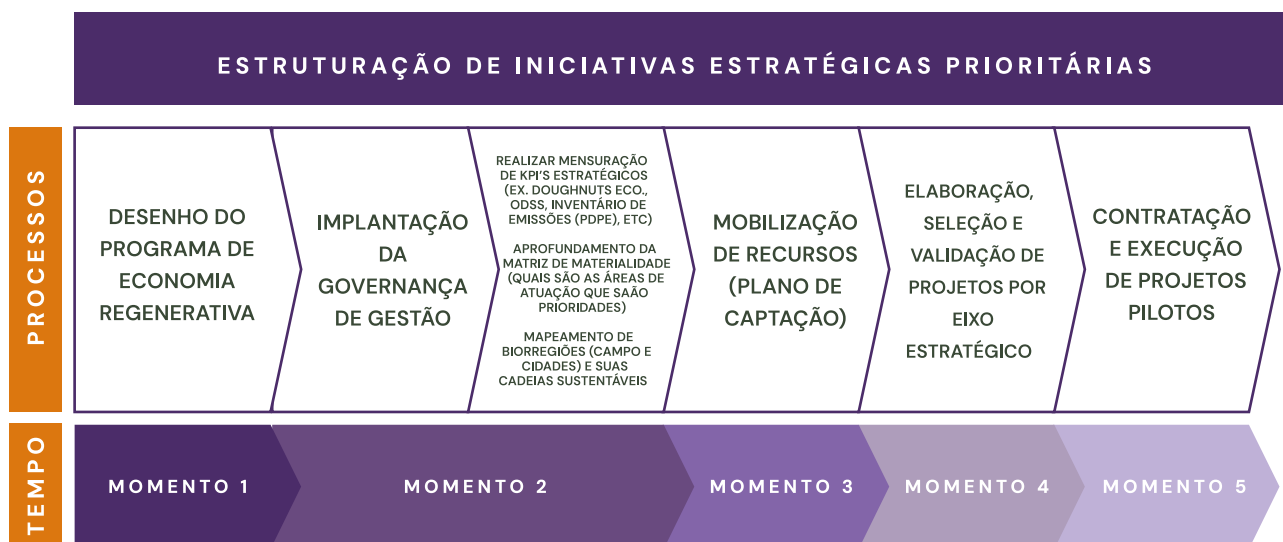 ESTRUTURAÇÃO DE INICIATIVAS ESTRATÉGICAS PRIORITÁRIAS
PROCESSOS
DESENHO DO
PROGRAMA DE
ECONOMIA
REGENERATIVA
IMPLANTAÇÃO
DA
GOVERNANÇA
DE GESTÃO
REALIZAR MENSURAÇÃO
DE KPI'S ESTRATÉGICOS
(EX. DOUGHNUTS ECO.,
ODSS, INVENTÁRIO DE
EMISSÕES (PDPE), ETC)
APROFUNDAMENTO DA
MATRIZ DE MATERIALIDADE
(QUAIS SÃO AS ÁREAS DE
ATUAÇÃO QUE SAÃO
PRIORIDADES)
MAPEAMENTO DE
BIORREGIÕES (CAMPO E
CIDADES) E SUAS
CADEIAS SUSTENTÁVEIS
MOBILIZAÇÃO
DE RECURSOS
(PLANO DE
CAPTAÇÃO)
ELABORAÇÃO,
SELEÇÃO E
VALIDAÇÃO DE
PROJETOS POR
EIXO
ESTRATÉGICO
CONTRATAÇÃO
E EXECUÇÃO
DE PROJETOS
PILOTOS
TEMPO
MOMENTO 1
MOMENTO 2
MOMENTO 3
MOMENTO 4
MOMENTO 5